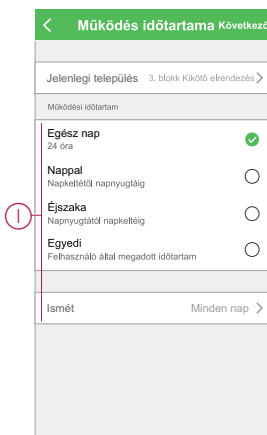 Működés időtartama Következő
Jelenlegi település 3. blokk Kikötő elrendezés
Működési időtartam
Egész nap
24 óra
Nappal
Napkeltétől napnyugtáig
Éjszaka
Napnyugtától napkeltéig
Egyedi
Felhasználó által megadott időtartam
I
Ismét Minden nap